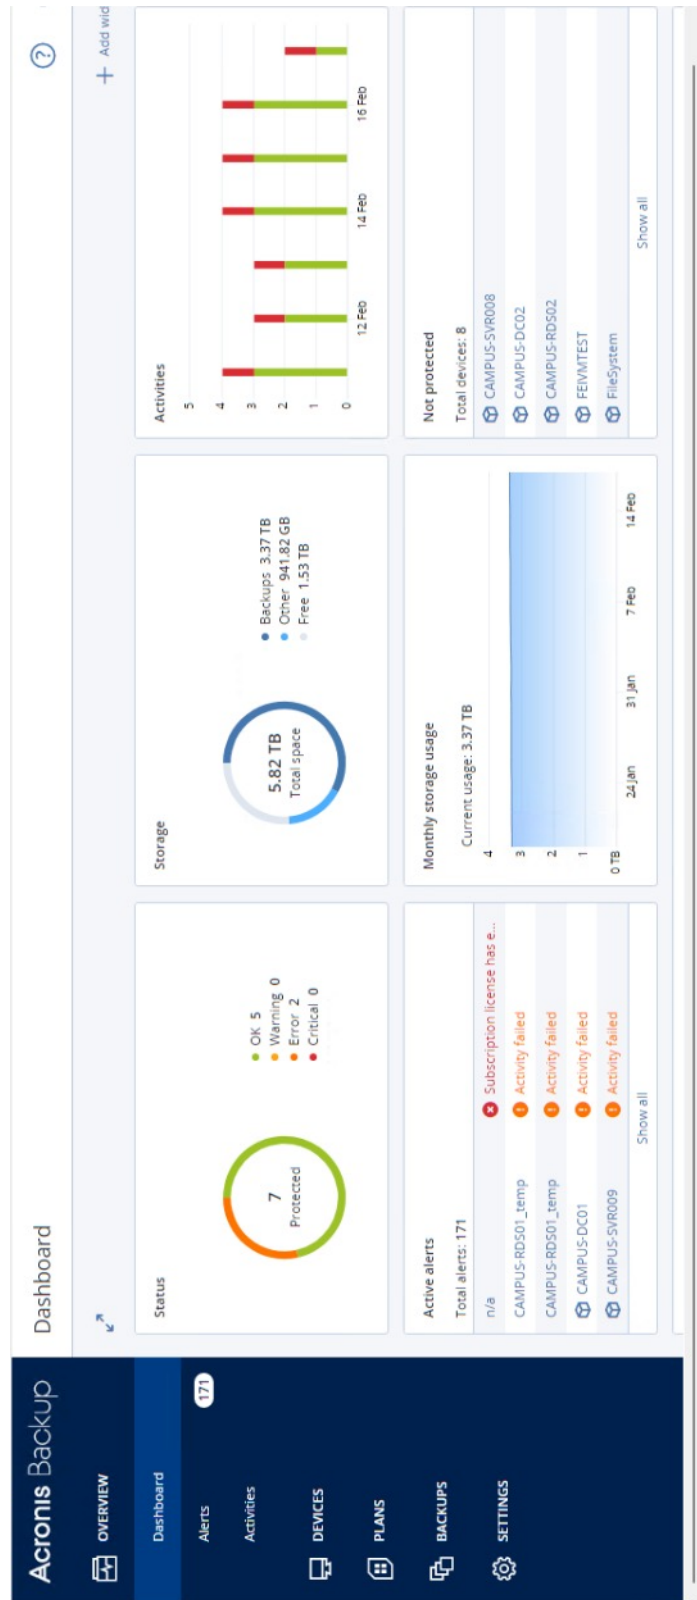 Acronis Backup
OVERVIEW
Dashboard
Alerts 171
Activities
DEVICES
PLANS
BACKUPS
SETTINGS
Dashboard
?
+ Add wid
Status
7
Protected
OK 5
Warning 0
Error 2
Critical 0
Storage
5.82 TB
Total space
Backups 3.37 TB
Other 941.82 GB
Free 1.53 TB
Activities
5
4
3
2
1
0
12 Feb 14 Feb 16 Feb
Active alerts
Total alerts: 171
n/a Subscription license has e...
CAMPUS-RDS01_temp Activity failed
CAMPUS-RDS01_temp Activity failed
CAMPUS-DC01 Activity failed
CAMPUS-SVR009 Activity failed
Show all
Monthly storage usage
Current usage: 3.37 TB
4
3
2
1
0 TB
24 Jan 31 Jan 7 Feb 14 Feb
Not protected
Total devices: 8
CAMPUS-SVR008
CAMPUS-DC02
CAMPUS-RDS02
FEIVMTEST
FileSystem
Show all